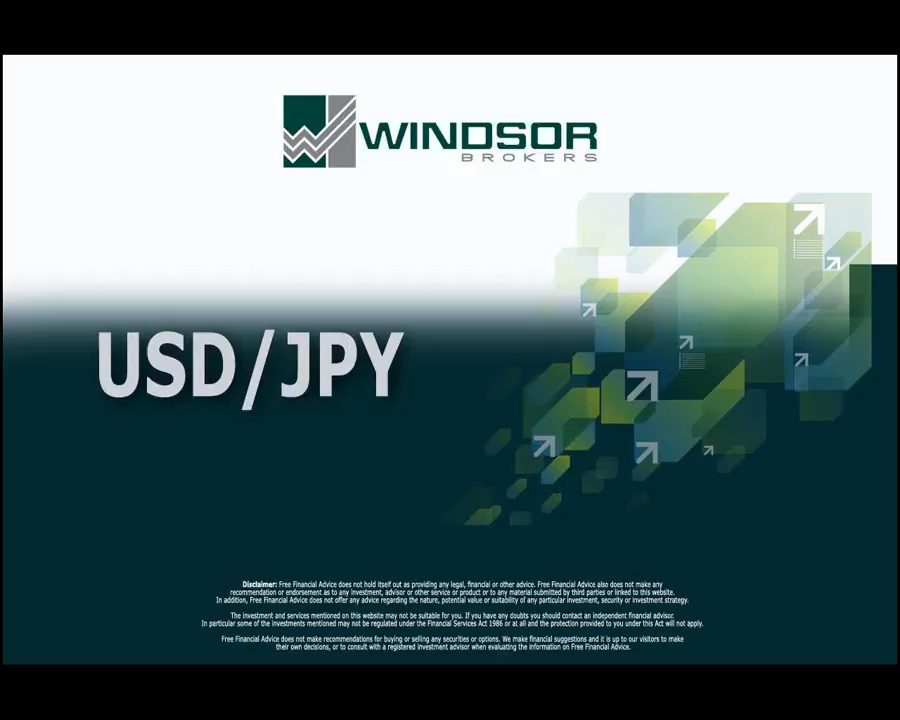 WINDSOR
BROKERS
USD/JPY
Disclaimer: Free Financial Advice does not hold itself out as providing any legal, financial or other advice. Free Financial Advice also does not make any
recommendation or endorsement as to any investment, advisor or other service or product or to any material submitted by third parties or linked to this website.
In addition, Free Financial Advice does not offer any advice regarding the nature, potential value or suitability of any particular investment, security or investment strategy.
The investment and services mentioned on this website may not be suitable for you. If you have any doubts you should contact an independent financial advisor.
In particular some of the investments mentioned may not be regulated under the Financial Services Act 1986 or at all and the protection provided to you under this Act will not apply.
Free Financial Advice does not make recommendations for buying or selling any securities or options. We make financial suggestions and it is up to our visitors to make
their own decisions, or to consult with a registered investment advisor when evaluating the information on Free Financial Advice.